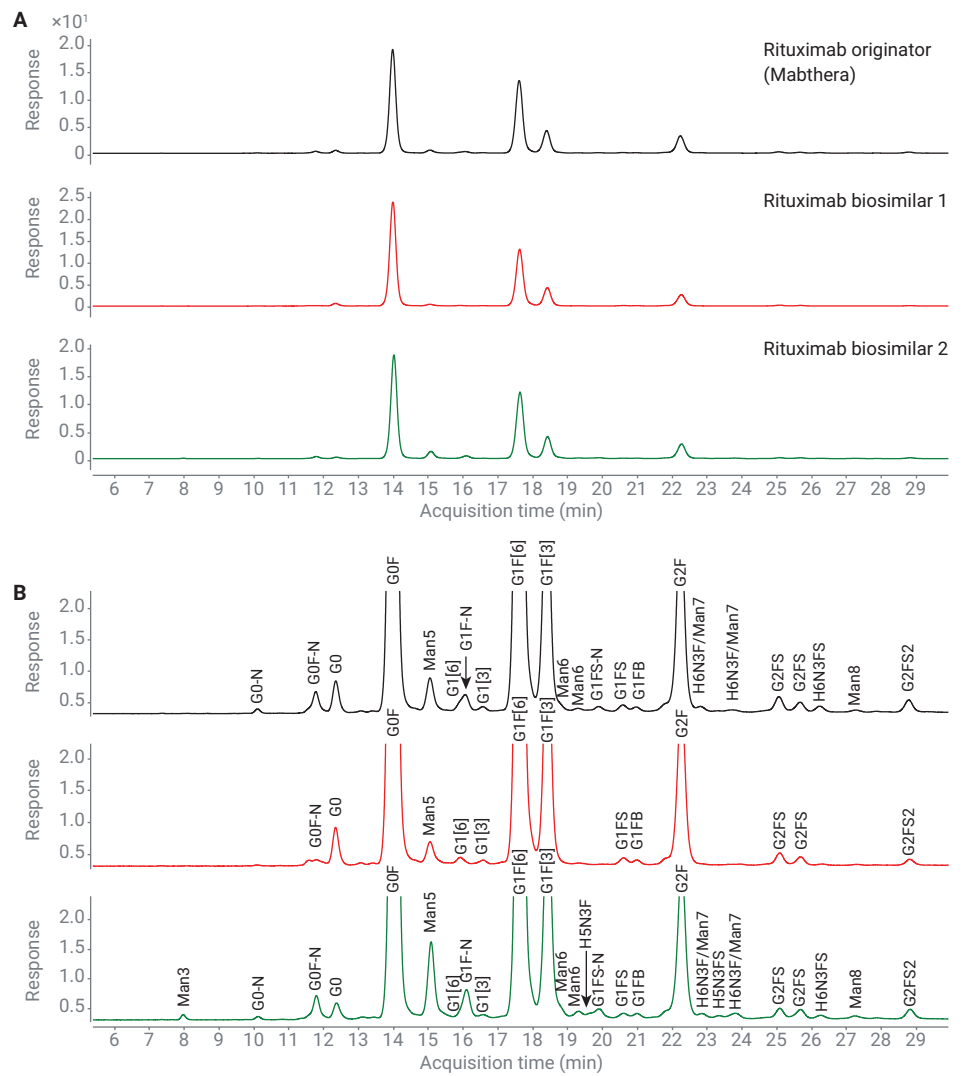 A
×10¹
2.0
1.5
1.0
0.5
0
Response
Rituximab originator
(Mabthera)
2.5
2.0
1.5
1.0
0.5
0
Response
Rituximab biosimilar 1
2.0
1.5
1.0
0.5
0
Response
Rituximab biosimilar 2
6 7 8 9 10 11 12 13 14 15 16 17 18 19 20 21 22 23 24 25 26 27 28 29
Acquisition time (min)
B
2.0
1.5
1.0
0.5
Response
G0-N
G0F-N
G0
G0F
Man5
G1[6]
G1F-N
G1[3]
G1F[6]
G1F[3]
Man6
Man6
G1FS-N
G1FS
G1FB
G2F
H6N3F/Man7
H6N3F/Man7
G2FS
G2FS
H6N3FS
Man8
G2FS2
2.0
1.5
1.0
0.5
Response
G0F-N
G0
G0F
Man5
G1[6]
G1[3]
G1F[6]
G1F[3]
G1FS
G1FB
G2F
G2FS
G2FS
G2FS2
2.0
1.5
1.0
0.5
Response
Man3
G0-N
G0F-N
G0
G0F
Man5
G1[6]
G1F-N
G1[3]
G1F[6]
G1F[3]
Man6
Man6
H5N3F
G1FS-N
G1FS
G1FB
G2F
H6N3F/Man7
H5N3FS
H6N3F/Man7
G2FS
G2FS
H6N3FS
Man8
G2FS2
6 7 8 9 10 11 12 13 14 15 16 17 18 19 20 21 22 23 24 25 26 27 28 29
Acquisition time (min)